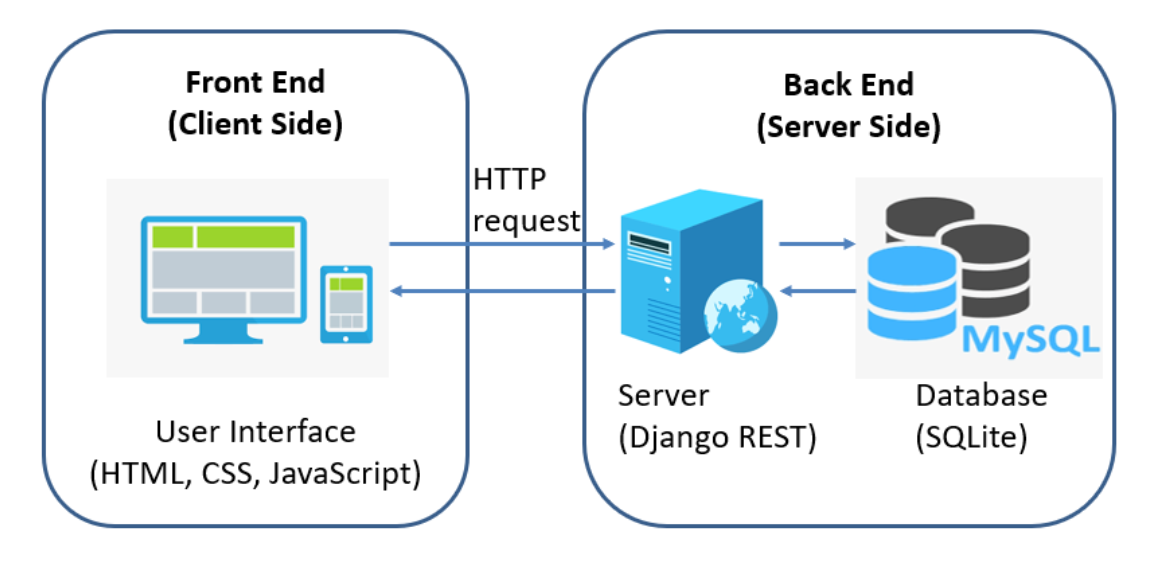 Front End
(Client Side)
User Interface
(HTML, CSS, JavaScript)
HTTP
request
Back End
(Server Side)
MySQL
Server
(Django REST)
Database
(SQLite)